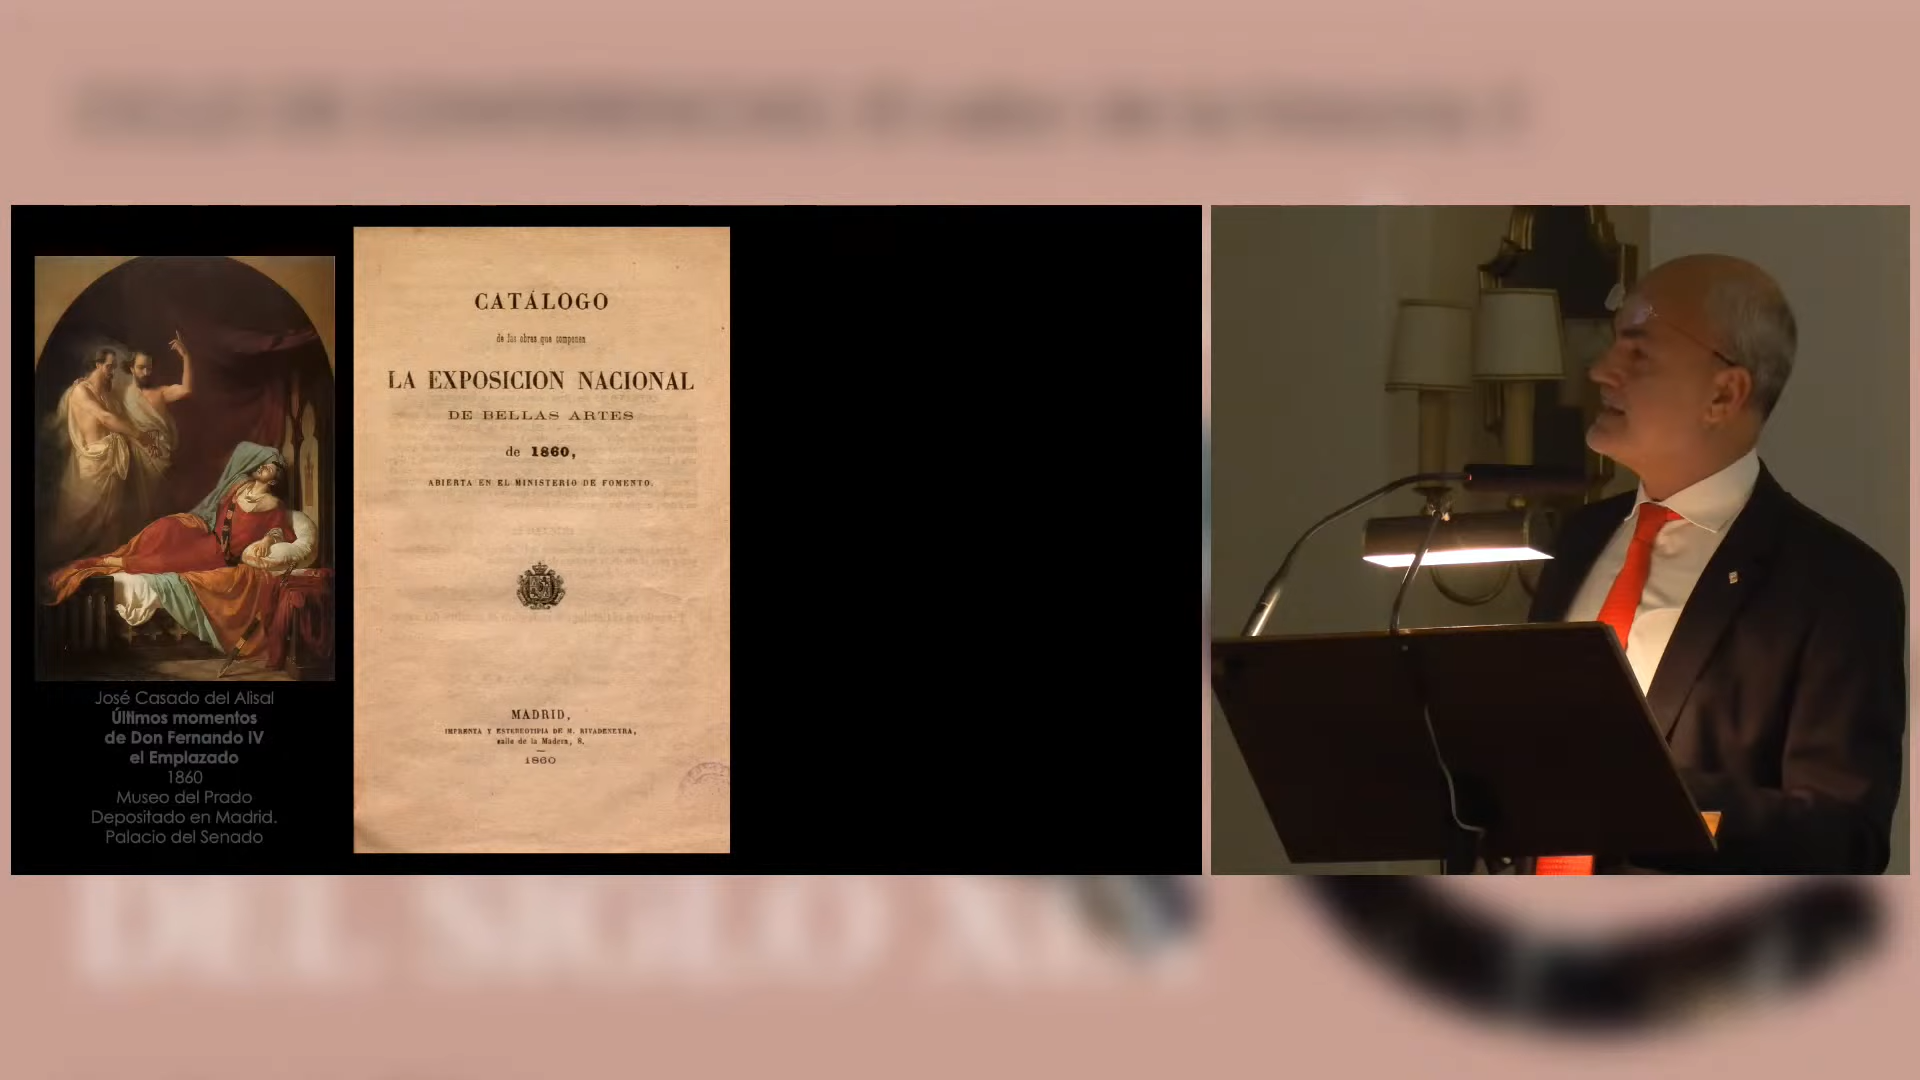 José Casado del Alisal
Últimos momentos
de Don Fernando IV
el Emplazado
1860
Museo del Prado
Depositado en Madrid.
Palacio del Senado
CATÁLOGO
de las obras que componen
LA EXPOSICION NACIONAL
DE BELLAS ARTES
de 1860,
ABIERTA EN EL MINISTERIO DE FOMENTO.
MADRID,
IMPRENTA Y ESTEREOTIPIA DE M. RIVADENEYRA,
calle de la Madera, 8.
1860
DEL SIGLO